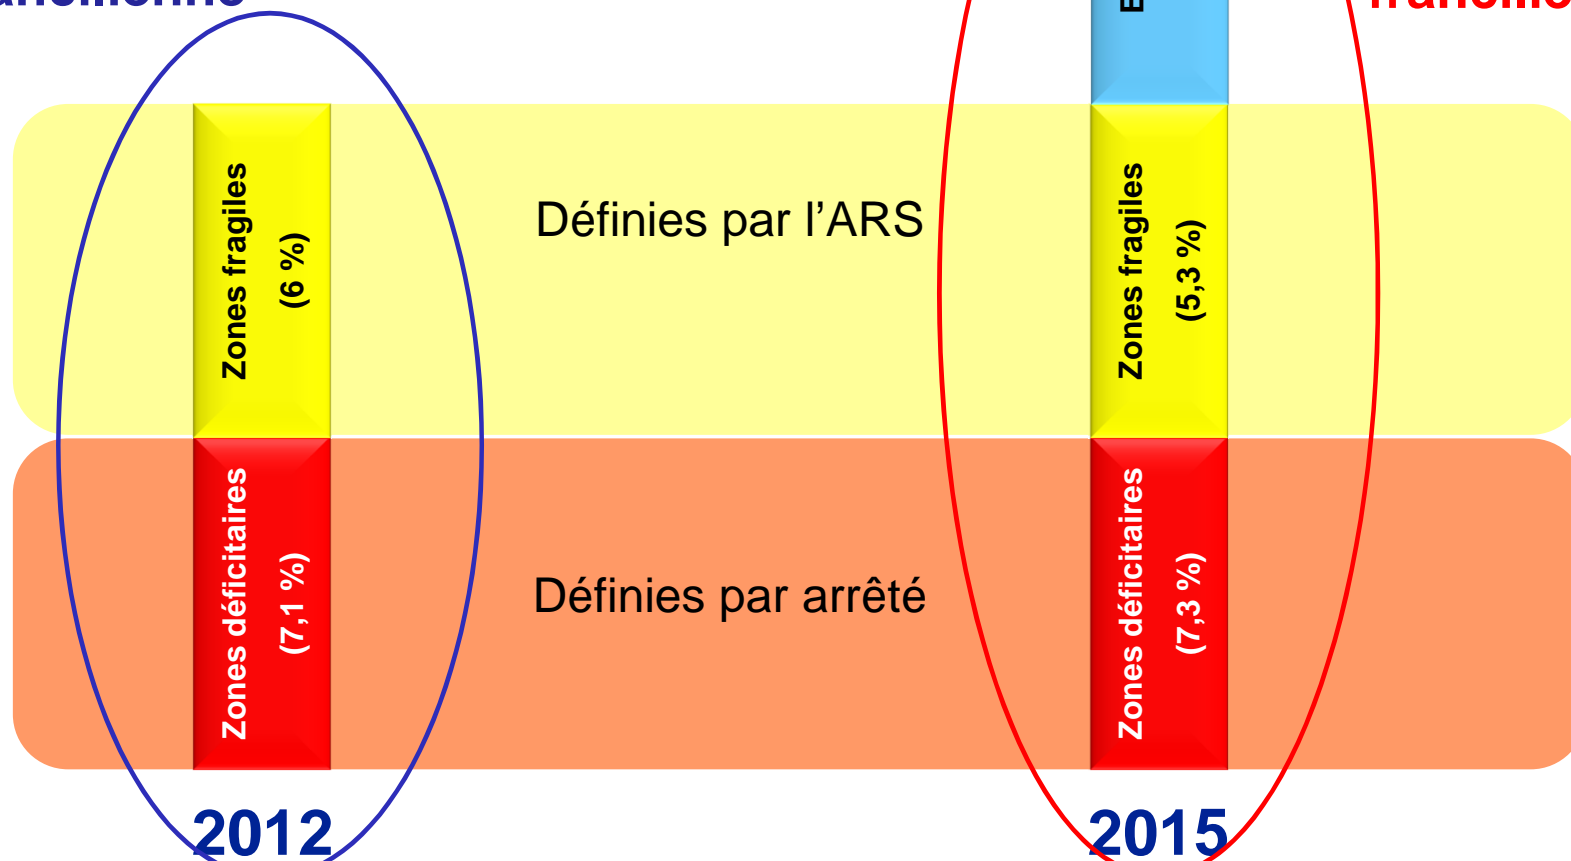 Zones fragiles
(6 %)
Définies par l’ARS
Zones fragiles
(5,3 %)
Zones déficitaires
(7,1 %)
Définies par arrêté
Zones déficitaires
(7,3 %)
2012
2015